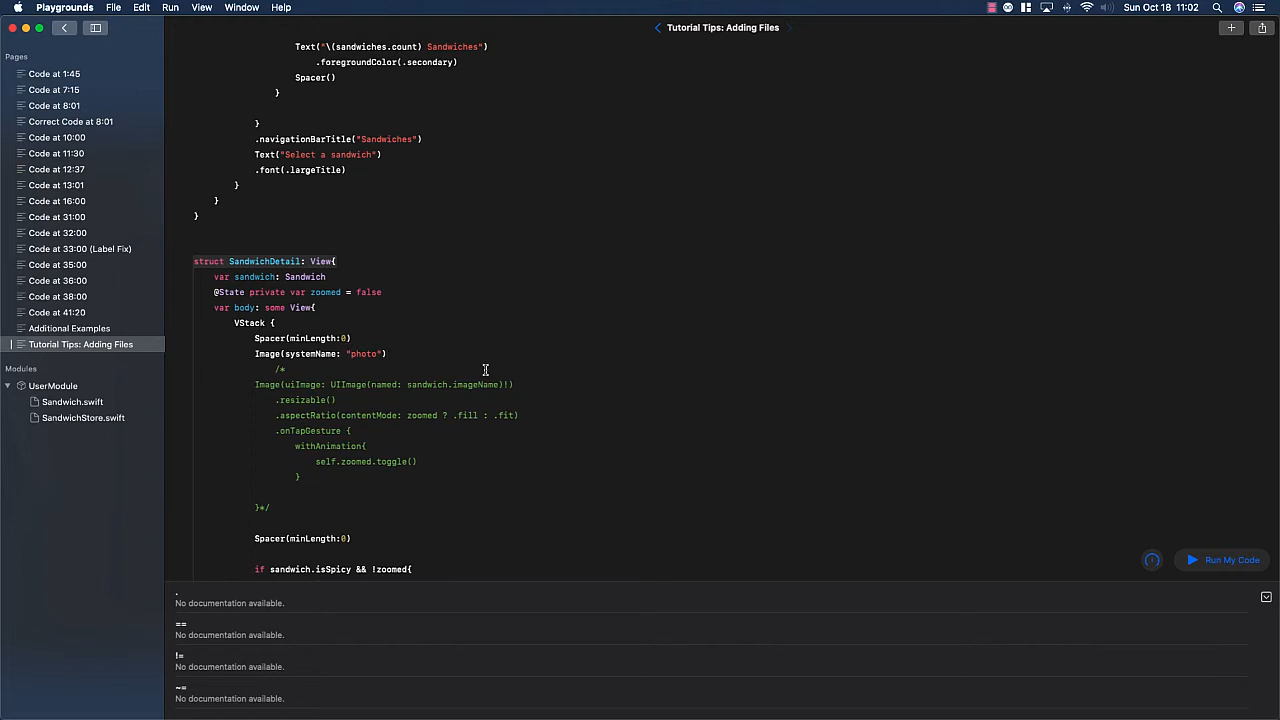 Playgrounds File Edit Run View Window Help Sun Oct 18 11:02
Tutorial Tips: Adding Files
Pages
Code at 1:45
Code at 7:15
Code at 8:01
Correct Code at 8:01
Code at 10:00
Code at 11:30
Code at 12:37
Code at 13:01
Code at 16:00
Code at 31:00
Code at 32:00
Code at 33:00 (Label Fix)
Code at 35:00
Code at 36:00
Code at 38:00
Code at 41:20
Additional Examples
Tutorial Tips: Adding Files
Modules
UserModule
Sandwich.swift
SandwichStore.swift
Text("\(sandwiches.count) Sandwiches")
.foregroundColor(.secondary)
Spacer()
}
}
.navigationBarTitle("Sandwiches")
Text("Select a sandwich")
.font(.largeTitle)
}
}
}
struct SandwichDetail: View{
var sandwich: Sandwich
@State private var zoomed = false
var body: some View{
VStack {
Spacer(minLength:0)
Image(systemName: "photo")
/*
Image(uiImage: UIImage(named: sandwich.imageName)!)
.resizable()
.aspectRatio(contentMode: zoomed ? .fill : .fit)
.onTapGesture {
withAnimation{
self.zoomed.toggle()
}
}*/
Spacer(minLength:0)
if sandwich.isSpicy && !zoomed{
Run My Code
.
No documentation available.
==
No documentation available.
!=
No documentation available.
~=
No documentation available.